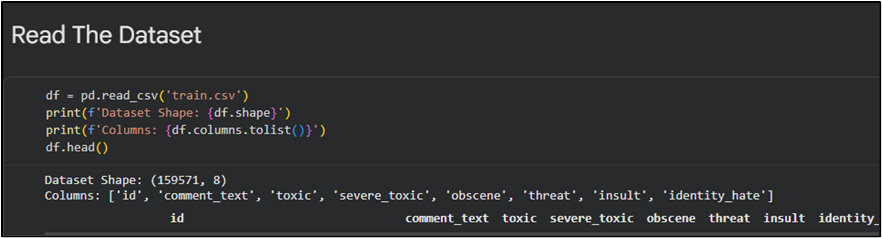 Read The Dataset
df = pd.read_csv('train.csv')
print(f'Dataset Shape: {df.shape}')
print(f'Columns: {df.columns.tolist()}')
df.head()
Dataset Shape: (159571, 8)
Columns: ['id', 'comment_text', 'toxic', 'severe_toxic', 'obscene', 'threat', 'insult', 'identity_hate']
id comment_text toxic severe_toxic obscene threat insult identity_